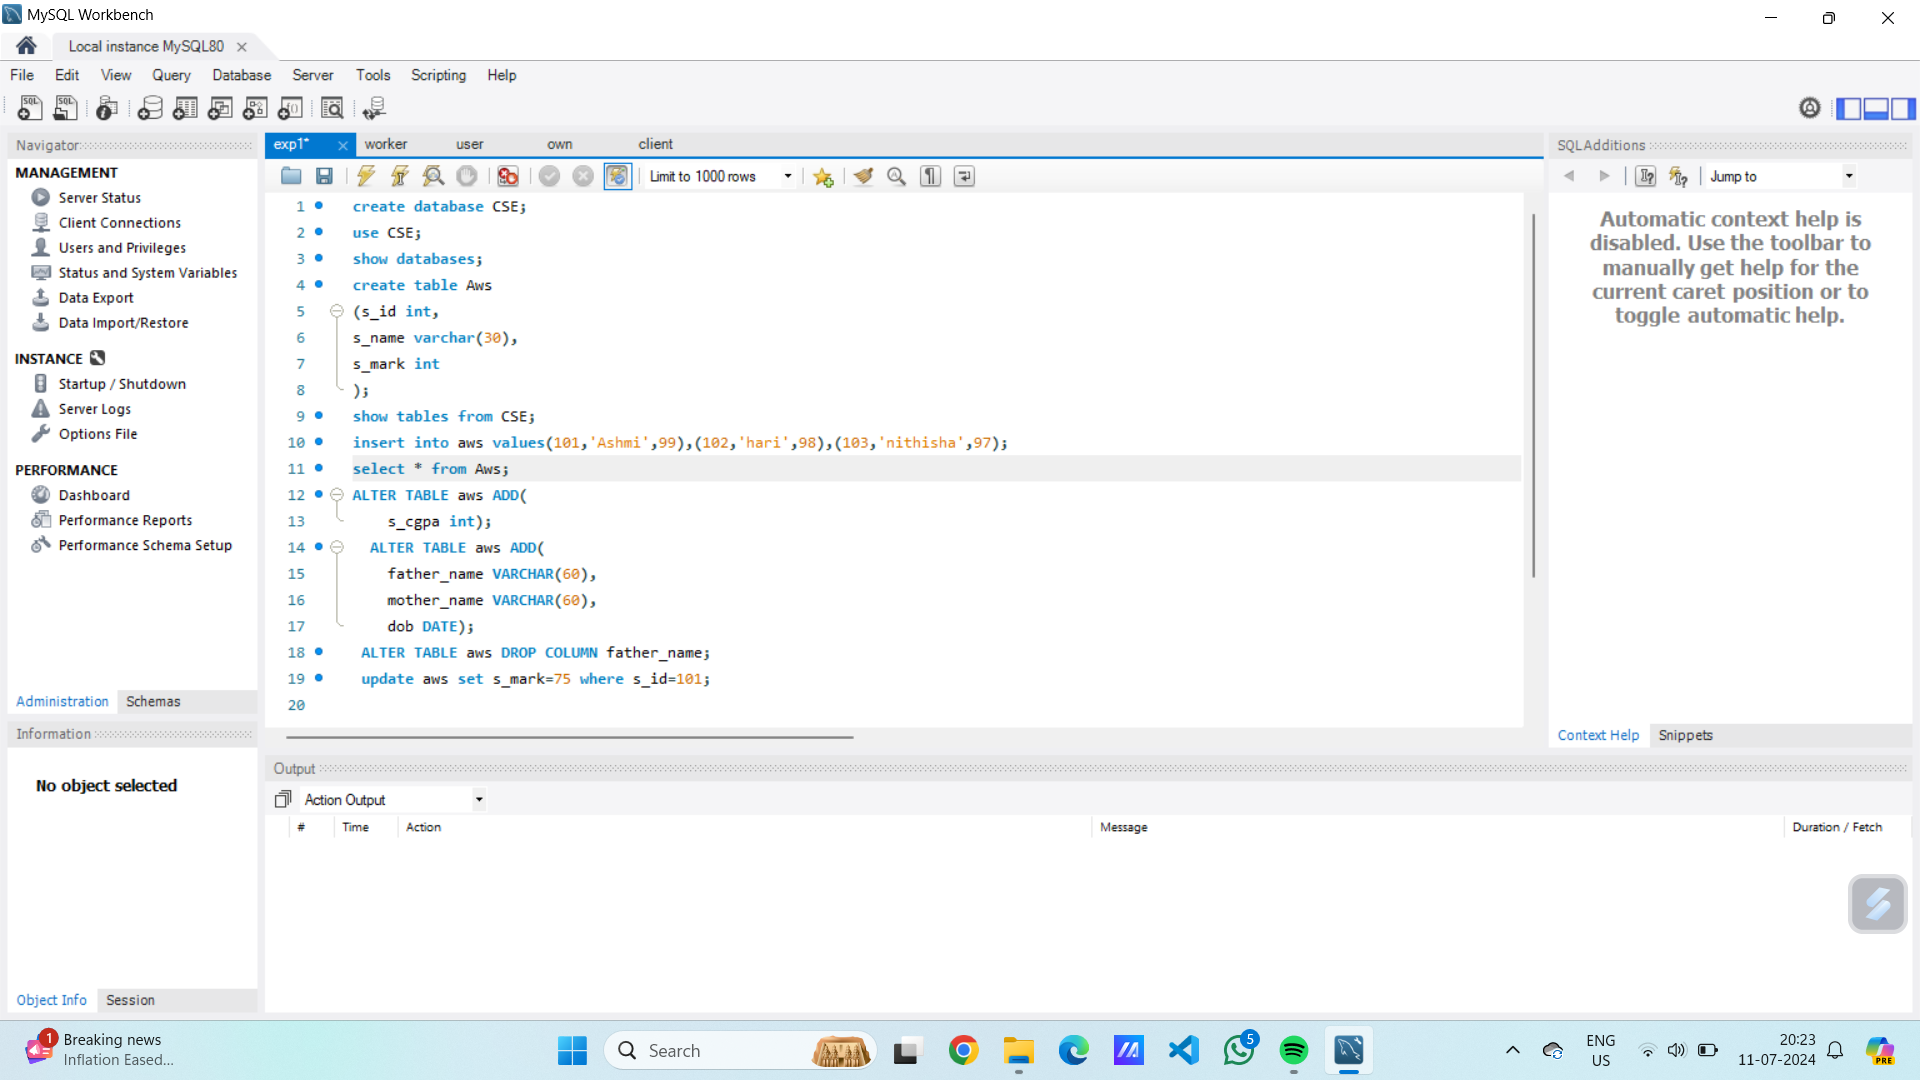 MySQL Workbench
Local instance MySQL80
File Edit View Query Database Server Tools Scripting Help
Navigator
MANAGEMENT
Server Status
Client Connections
Users and Privileges
Status and System Variables
Data Export
Data Import/Restore
INSTANCE
Startup / Shutdown
Server Logs
Options File
PERFORMANCE
Dashboard
Performance Reports
Performance Schema Setup
Administration Schemas
Information
No object selected
Object Info Session
exp1* worker user own client
Limit to 1000 rows
1 create database CSE;
2 use CSE;
3 show databases;
4 create table Aws
5 (s_id int,
6 s_name varchar(30),
7 s_mark int
8 );
9 show tables from CSE;
10 insert into aws values(101,'Ashmi',99),(102,'hari',98),(103,'nithisha',97);
11 select * from Aws;
12 ALTER TABLE aws ADD(
13 s_cgpa int);
14 ALTER TABLE aws ADD(
15 father_name VARCHAR(60),
16 mother_name VARCHAR(60),
17 dob DATE);
18 ALTER TABLE aws DROP COLUMN father_name;
19 update aws set s_mark=75 where s_id=101;
20
SQLAdditions
Jump to
Automatic context help is
disabled. Use the toolbar to
manually get help for the
current caret position or to
toggle automatic help.
Context Help Snippets
Output
Action Output
# Time Action Message Duration / Fetch
1
Breaking news
Inflation Eased...
Search
5
ENG
US
20:23
11-07-2024
PRE